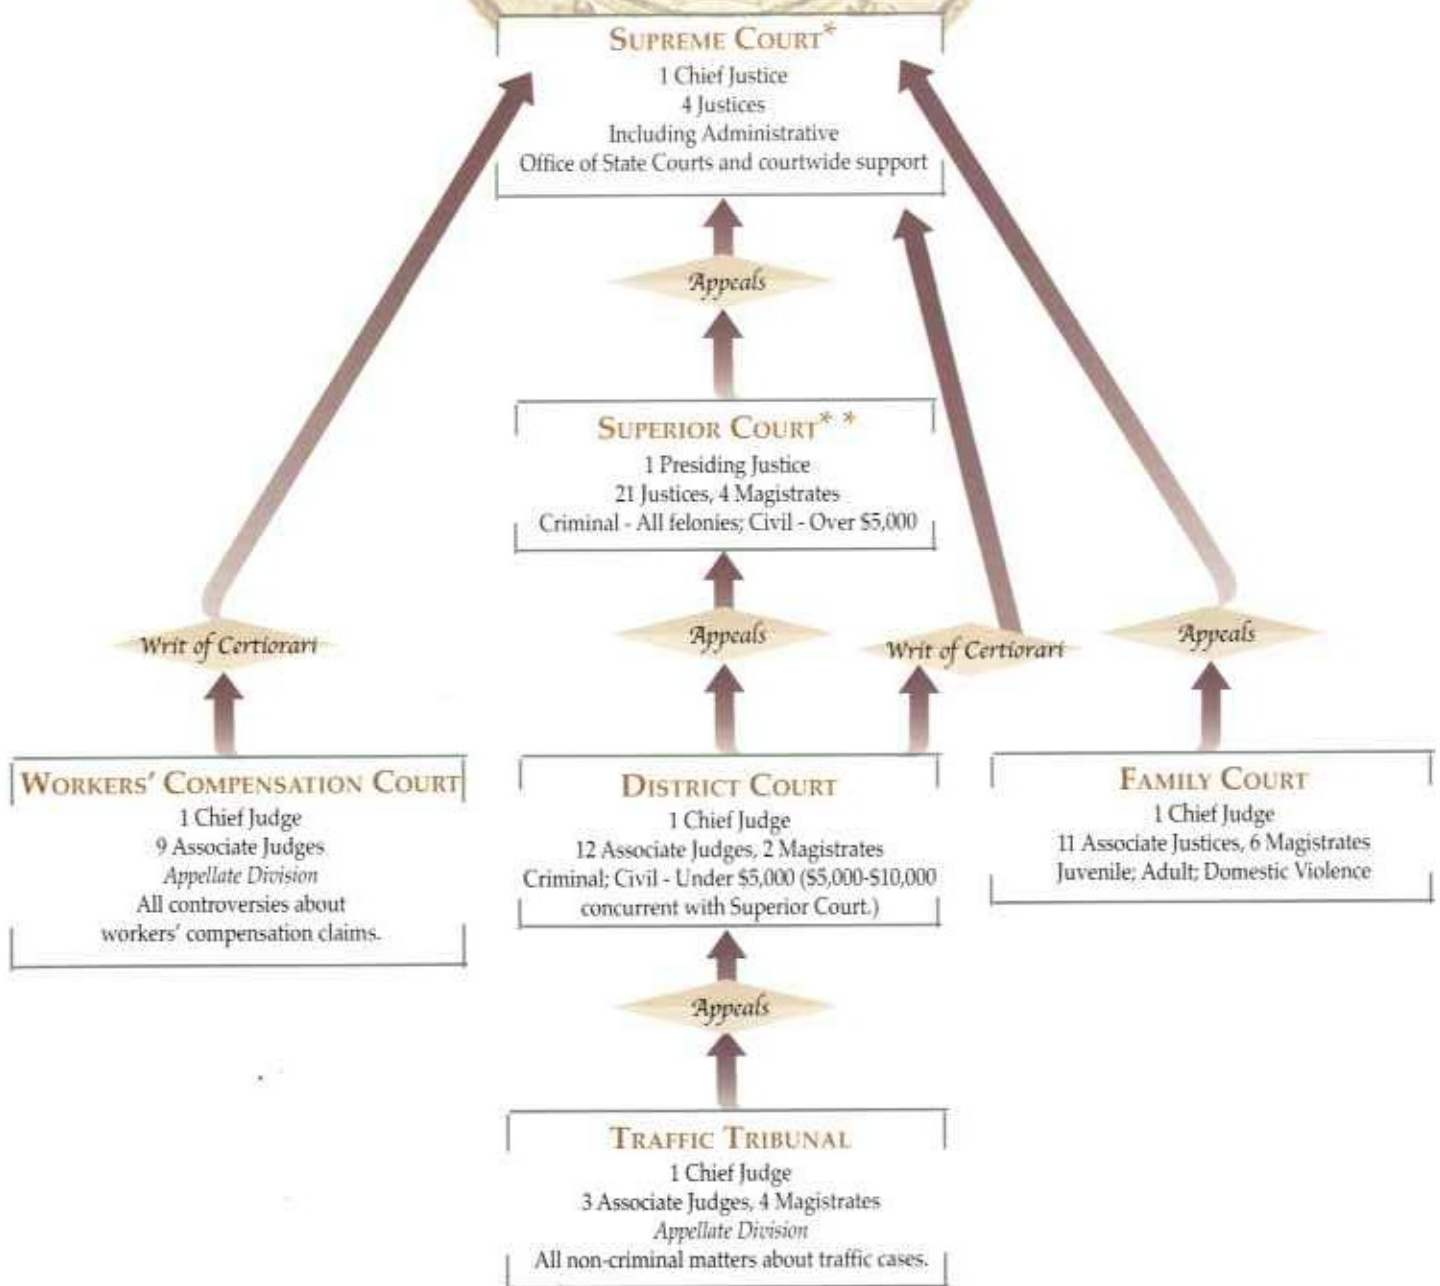 SUPREME COURT*
1 Chief Justice
4 Justices
Including Administrative
Office of State Courts and courtwide support
Appeals
SUPERIOR COURT* *
1 Presiding Justice
21 Justices, 4 Magistrates
Criminal - All felonies; Civil - Over $5,000
Writ of Certiorari
Appeals
Writ of Certiorari
Appeals
WORKERS' COMPENSATION COURT
1 Chief Judge
9 Associate Judges
Appellate Division
All controversies about
workers' compensation claims.
DISTRICT COURT
1 Chief Judge
12 Associate Judges, 2 Magistrates
Criminal; Civil - Under $5,000 ($5,000-$10,000
concurrent with Superior Court.)
FAMILY COURT
1 Chief Judge
11 Associate Justices, 6 Magistrates
Juvenile; Adult; Domestic Violence
Appeals
TRAFFIC TRIBUNAL
1 Chief Judge
3 Associate Judges, 4 Magistrates
Appellate Division
All non-criminal matters about traffic cases.